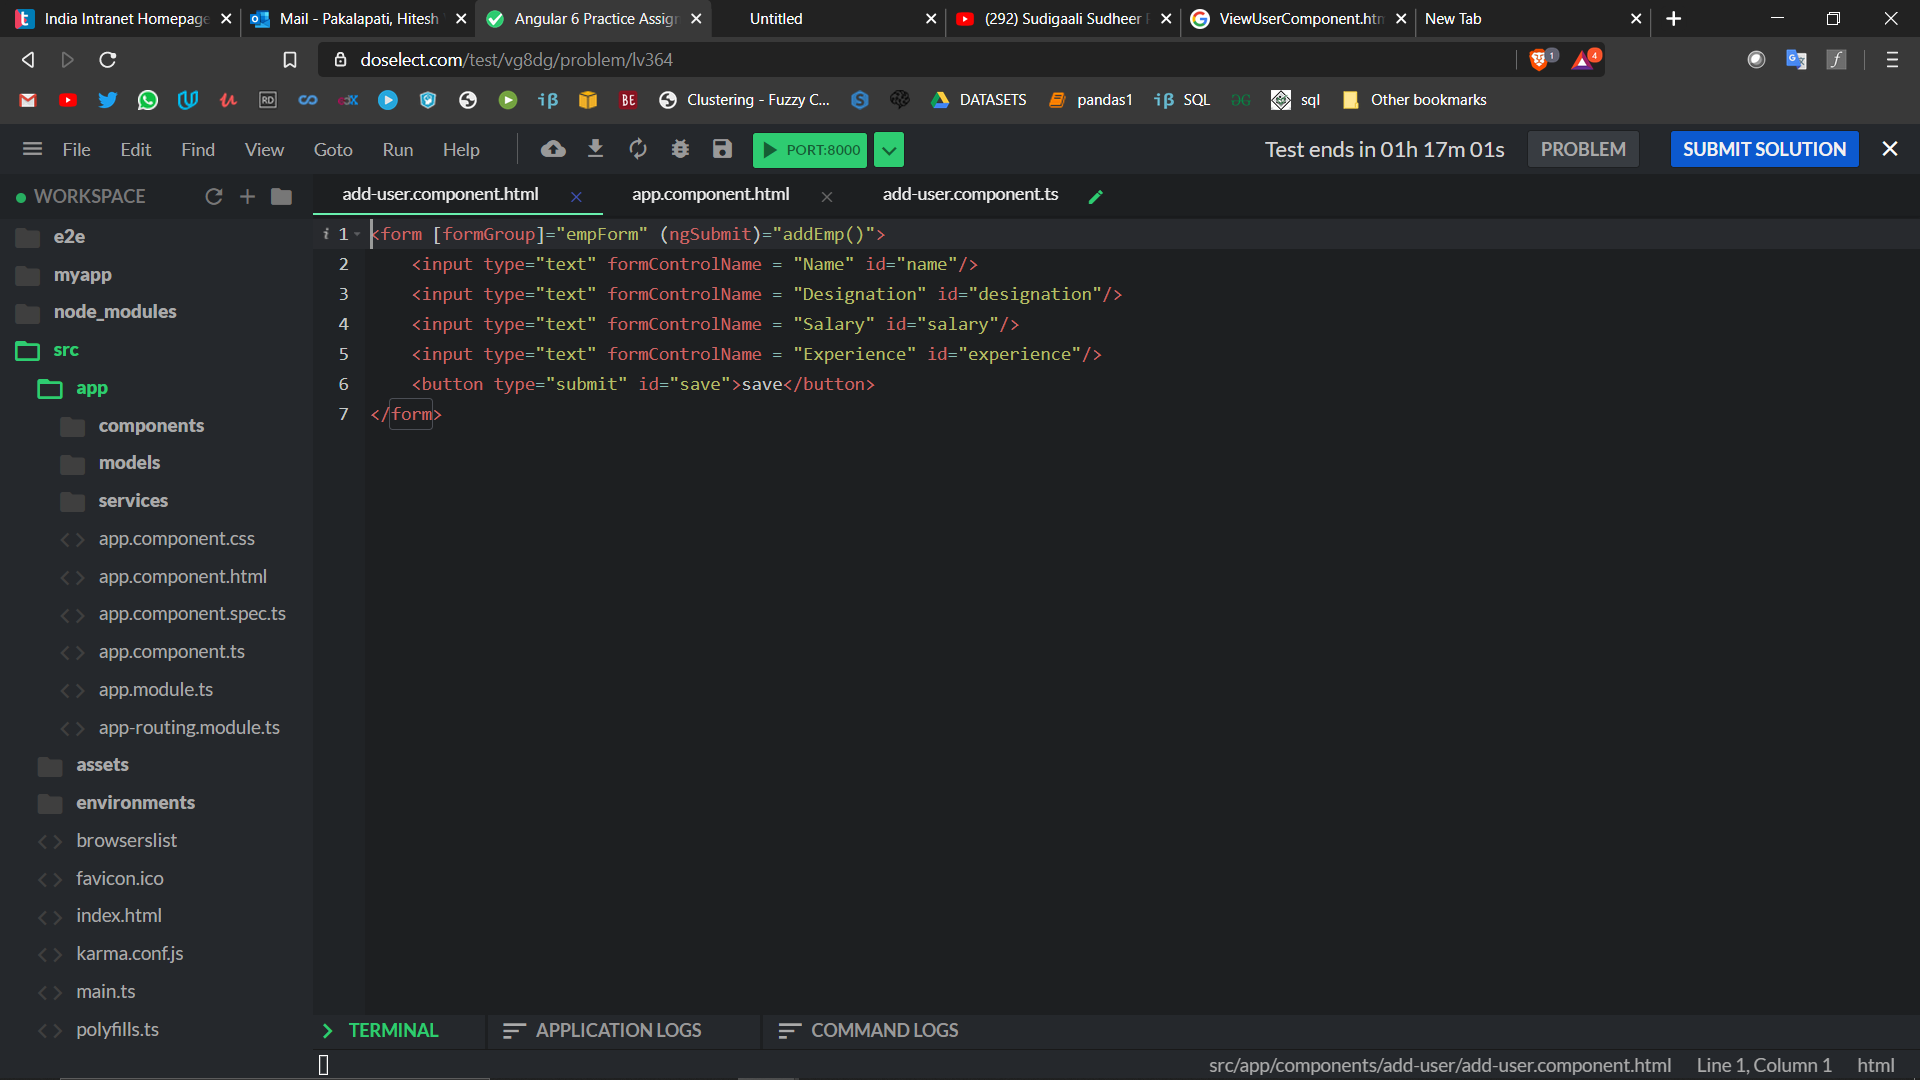 India Intranet Homepage
Mail - Pakalapati, Hitesh
Angular 6 Practice Assign
Untitled
(292) Sudigaali Sudheer
ViewUserComponent.htm
New Tab
doselect.com/test/vg8dg/problem/lv364
1
4
RD
BE
Clustering - Fuzzy C...
DATASETS
pandas1
SQL
sql
Other bookmarks
File
Edit
Find
View
Goto
Run
Help
PORT:8000
Test ends in 01h 17m 01s
PROBLEM
SUBMIT SOLUTION
WORKSPACE
add-user.component.html
app.component.html
add-user.component.ts
e2e
myapp
node_modules
src
app
components
models
services
app.component.css
app.component.html
app.component.spec.ts
app.component.ts
app.module.ts
app-routing.module.ts
assets
environments
browserslist
favicon.ico
index.html
karma.conf.js
main.ts
polyfills.ts
1 <form [formGroup]="empForm" (ngSubmit)="addEmp()">
2 <input type="text" formControlName = "Name" id="name"/>
3 <input type="text" formControlName = "Designation" id="designation"/>
4 <input type="text" formControlName = "Salary" id="salary"/>
5 <input type="text" formControlName = "Experience" id="experience"/>
6 <button type="submit" id="save">save</button>
7 </form>
TERMINAL
APPLICATION LOGS
COMMAND LOGS
src/app/components/add-user/add-user.component.html
Line 1, Column 1
html